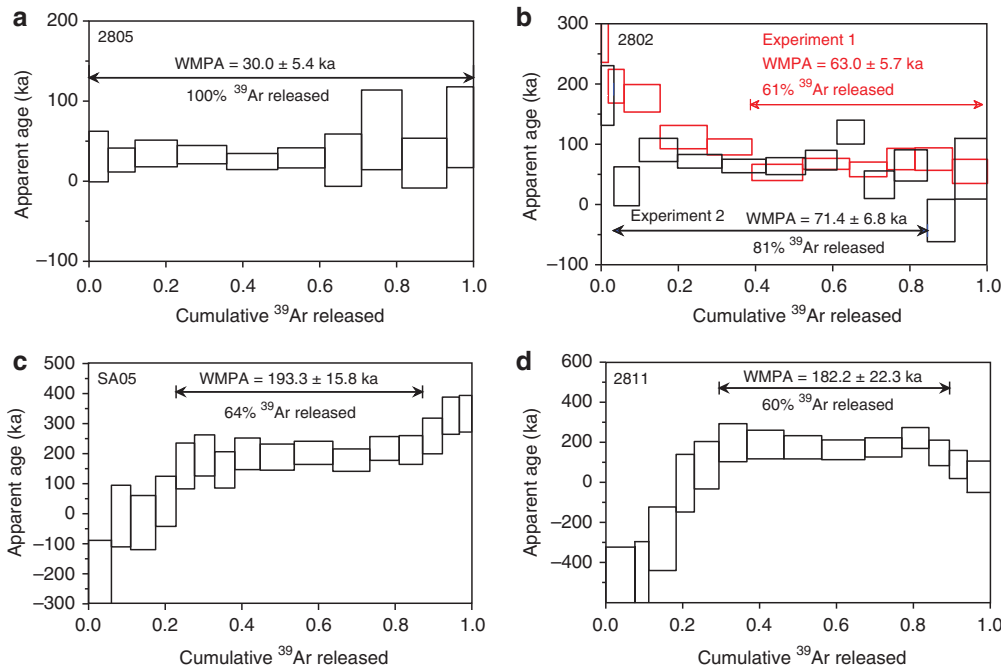 a
2805
WMPA = 30.0 ± 5.4 ka
100% ³⁹Ar released
Apparent age (ka)
200
100
0
−100
0.0 0.2 0.4 0.6 0.8 1.0
Cumulative ³⁹Ar released
b
2802
Experiment 1
WMPA = 63.0 ± 5.7 ka
61% ³⁹Ar released
Experiment 2
WMPA = 71.4 ± 6.8 ka
81% ³⁹Ar released
Apparent age (ka)
300
200
100
0
−100
0.0 0.2 0.4 0.6 0.8 1.0
Cumulative ³⁹Ar released
c
SA05
WMPA = 193.3 ± 15.8 ka
64% ³⁹Ar released
Apparent age (ka)
500
400
300
200
100
0
−100
−200
−300
0.0 0.2 0.4 0.6 0.8 1.0
Cumulative ³⁹Ar released
d
2811
WMPA = 182.2 ± 22.3 ka
60% ³⁹Ar released
Apparent age (ka)
600
400
200
0
−200
−400
0.0 0.2 0.4 0.6 0.8 1.0
Cumulative ³⁹Ar released